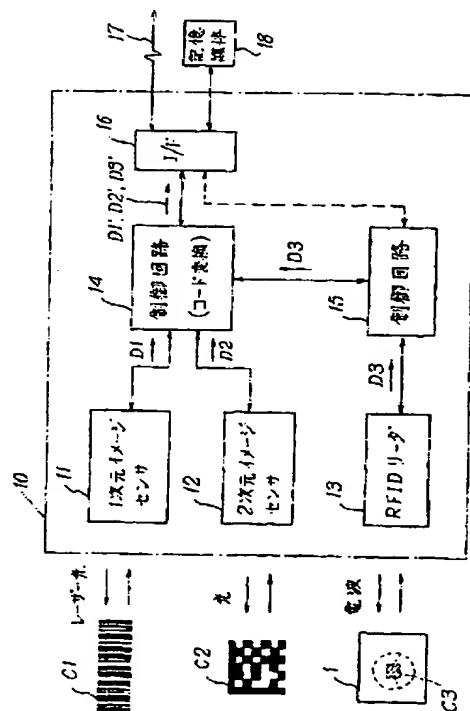 10
C1
レーザー光
11
1次元イメージ
センサ
D1
C2
光
12
2次元イメージ
センサ
D2
14
制御回路
(コード変換)
D1', D2', D3'
16
I/F
17
18
記憶
媒体
1
C3
電波
13
RFIDリーダ
D3
D3
15
制御回路